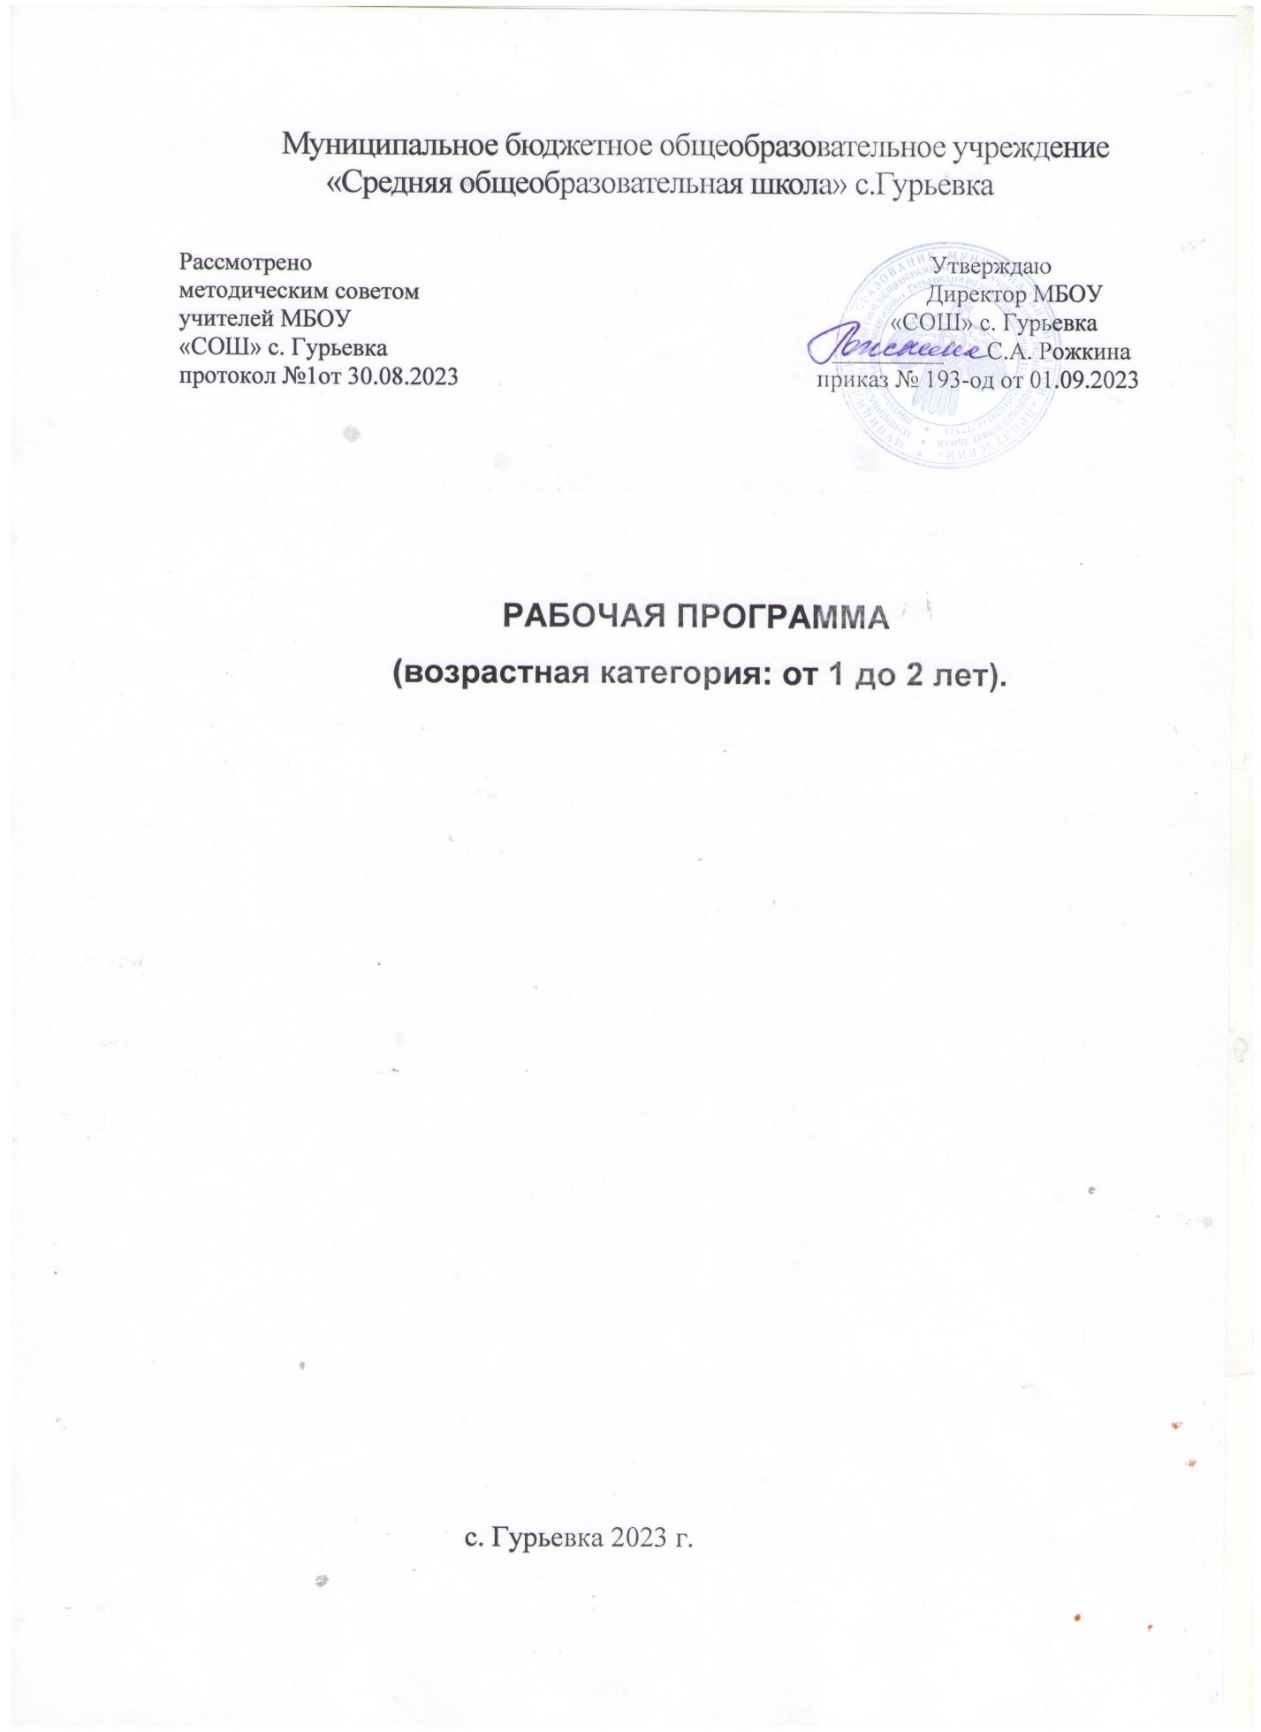 Муниципальное бюджетное общеобразовательное учреждение
«Средняя общеобразовательная школа» с.Гурьевка
Рассмотрено
методическим советом
учителей МБОУ
«СОШ» с. Гурьевка
протокол №1от 30.08.2023
Утверждаю
Директор МБОУ
«СОШ» с. Гурьевка
С.А. Рожкина
приказ № 193-од от 01.09.2023
РАБОЧАЯ ПРОГРАММА
(возрастная категория: от 1 до 2 лет).
с. Гурьевка 2023 г.